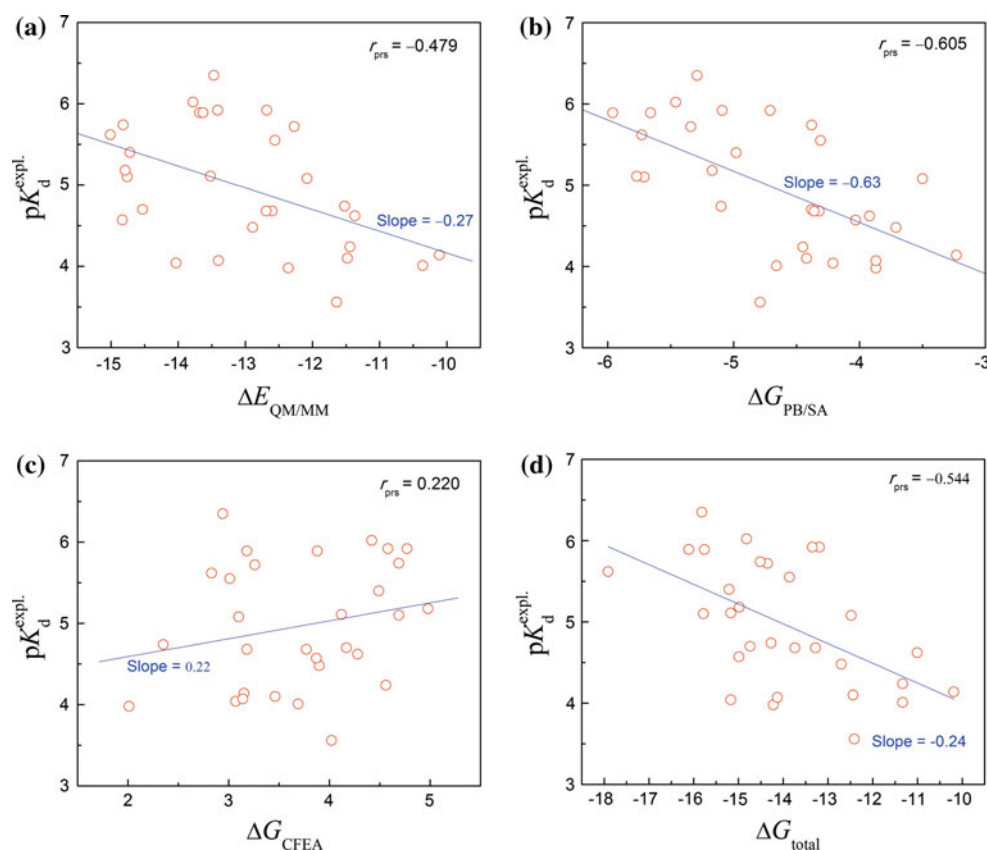 (a)
7
6
5
4
3
pK_d^expl.
r_prs = −0.479
Slope = −0.27
-15 -14 -13 -12 -11 -10
ΔE_QM/MM
(b)
7
6
5
4
3
pK_d^expl.
r_prs = −0.605
Slope = −0.63
-6 -5 -4 -3
ΔG_PB/SA
(c)
7
6
5
4
3
pK_d^expl.
r_prs = 0.220
Slope = 0.22
2 3 4 5
ΔG_CFEA
(d)
7
6
5
4
3
pK_d^expl.
r_prs = −0.544
Slope = -0.24
-18 -17 -16 -15 -14 -13 -12 -11 -10
ΔG_total